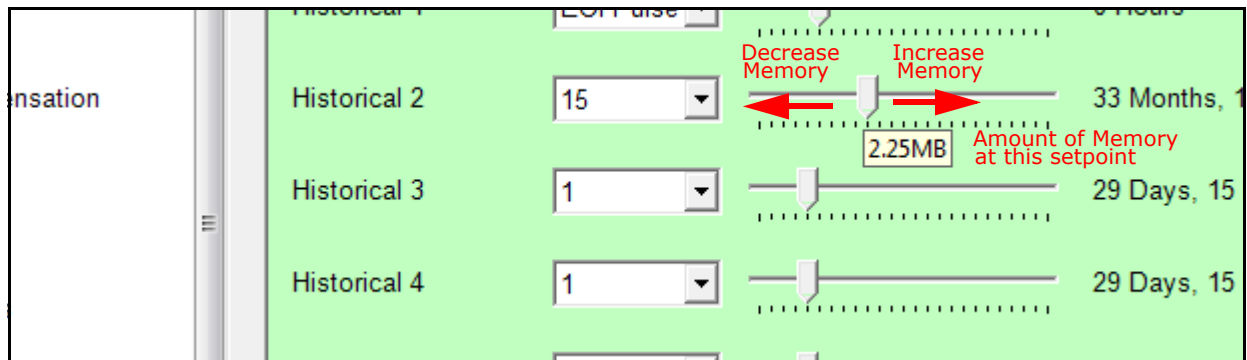 Decrease Increase
Memory Memory
ensation Historical 2 15 33 Months, 1
2.25MB Amount of Memory
at this setpoint
Historical 3 1 29 Days, 15
Historical 4 1 29 Days, 15